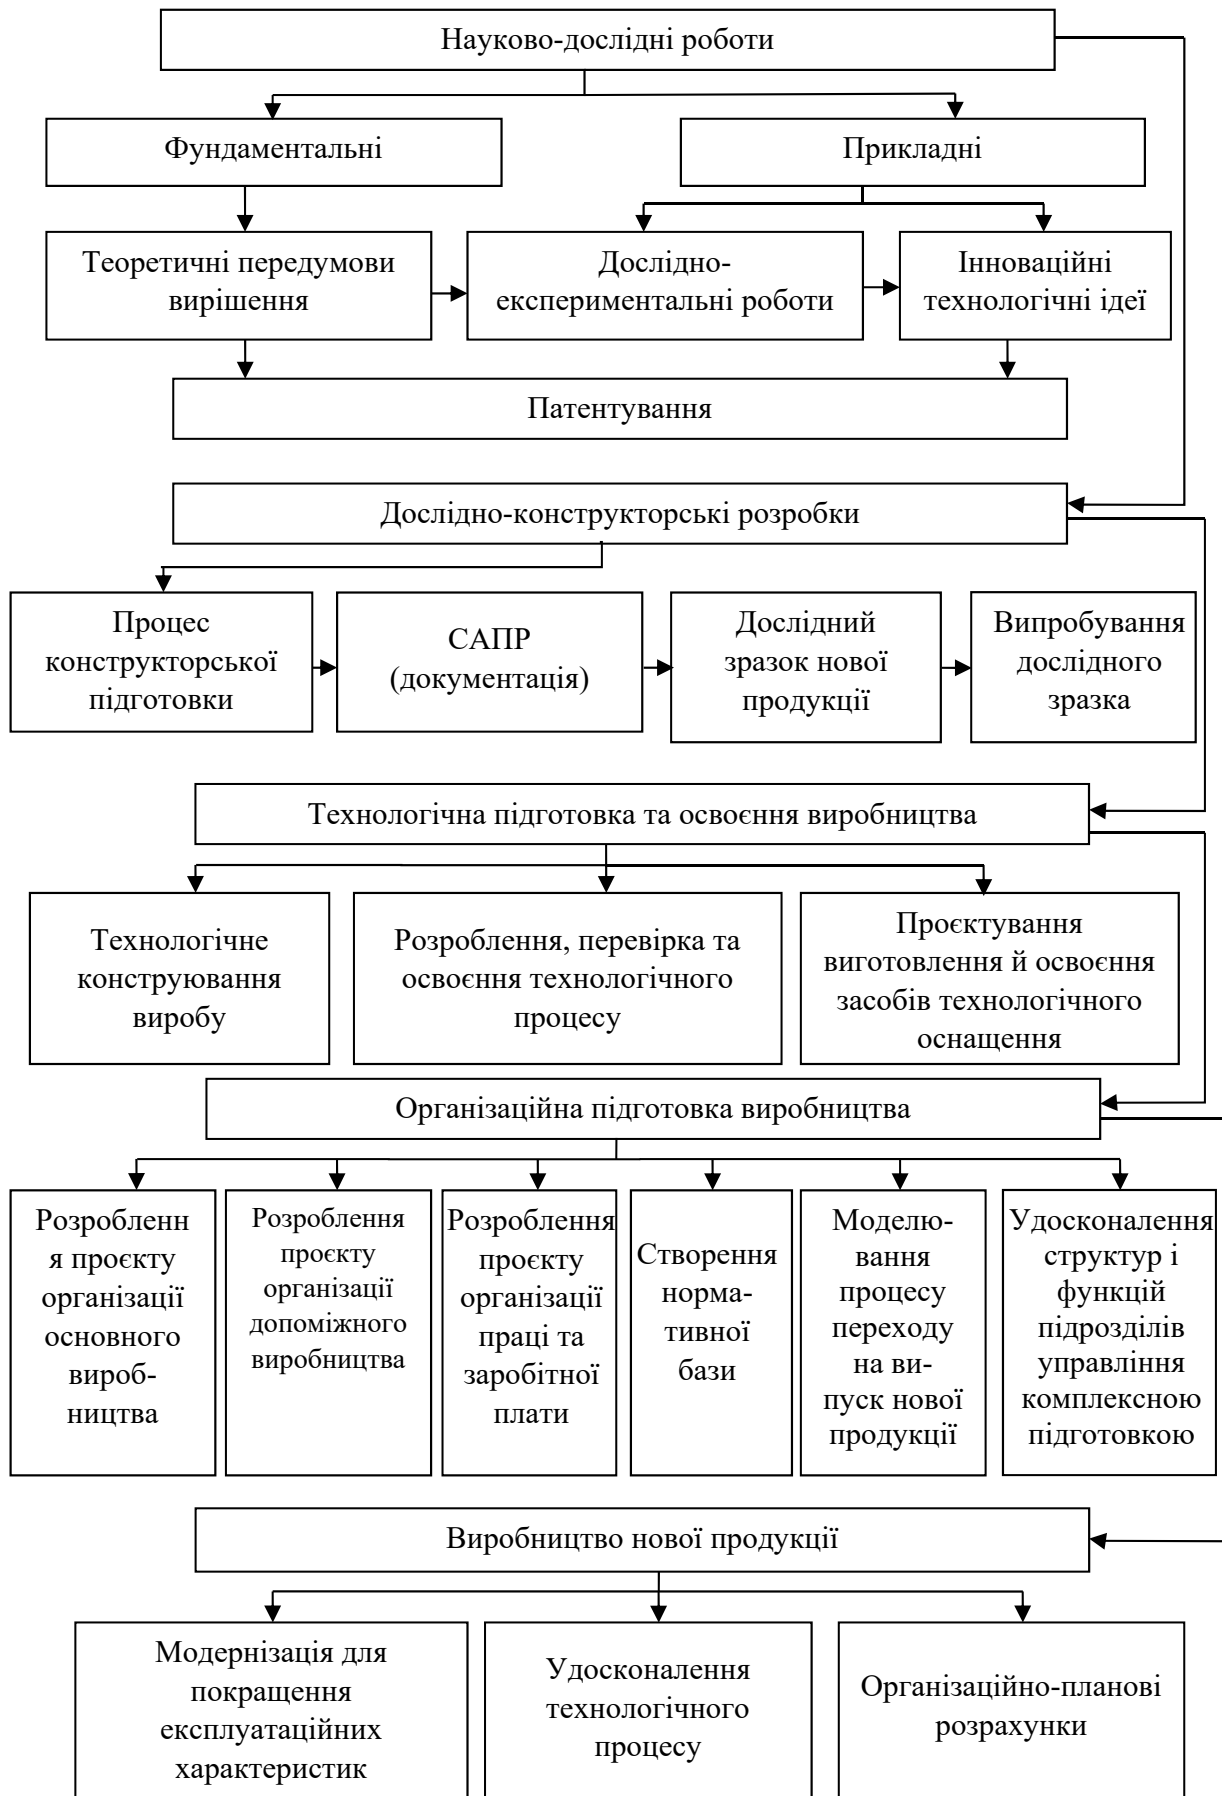 Науково-дослідні роботи
Фундаментальні
Прикладні
Теоретичні передумови
вирішення
Дослідно-
експериментальні роботи
Інноваційні
технологічні ідеї
Патентування
Дослідно-конструкторські розробки
Процес
конструкторської
підготовки
САПР
(документація)
Дослідний
зразок нової
продукції
Випробування
дослідного
зразка
Технологічна підготовка та освоєння виробництва
Технологічне
конструювання
виробу
Розроблення, перевірка та
освоєння технологічного
процесу
Проєктування
виготовлення й освоєння
засобів технологічного
оснащення
Організаційна підготовка виробництва
Розробленн
я проєкту
організації
основного
вироб-
ництва
Розроблення
проєкту
організації
допоміжного
виробництва
Розроблення
проєкту
організації
праці та
заробітної
плати
Створення
норма-
тивної
бази
Моделю-
вання
процесу
переходу
на ви-
пуск нової
продукції
Удосконалення
структур і
функцій
підрозділів
управління
комплексною
підготовкою
Виробництво нової продукції
Модернізація для
покращення
експлуатаційних
характеристик
Удосконалення
технологічного
процесу
Організаційно-планові
розрахунки